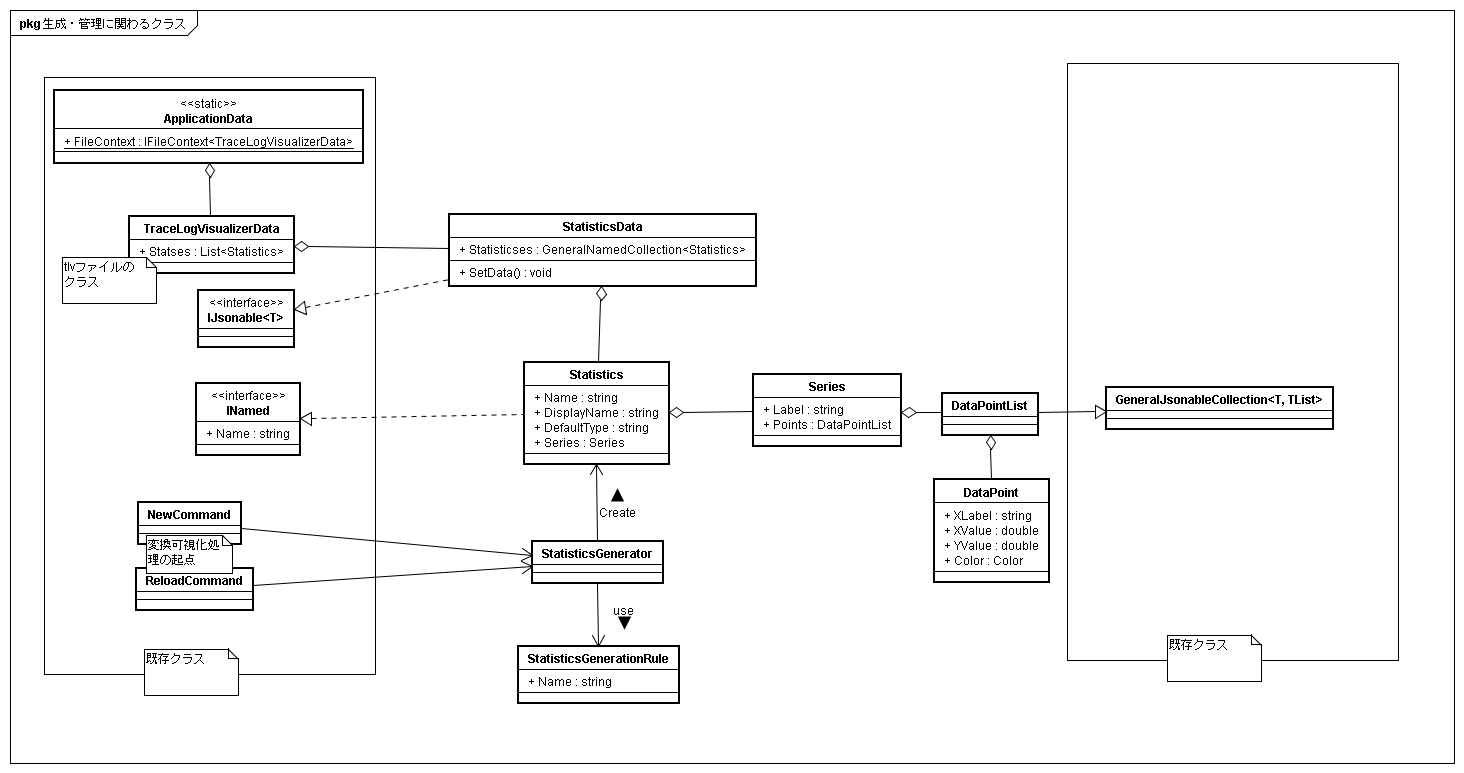 pkg 生成・管理に関わるクラス
<<static>>
ApplicationData
+ FileContext : IFileContext<TraceLogVisualizerData>
TraceLogVisualizerData
+ Statses : List<Statistics>
tlvファイルの
クラス
<<interface>>
IJsonable<T>
<<interface>>
INamed
+ Name : string
NewCommand
変換可視化処
理の起点
ReloadCommand
既存クラス
StatisticsData
+ Statisticses : GeneralNamedCollection<Statistics>
+ SetData() : void
Statistics
+ Name : string
+ DisplayName : string
+ DefaultType : string
+ Series : Series
▲
Create
StatisticsGenerator
use
▼
StatisticsGenerationRule
+ Name : string
Series
+ Label : string
+ Points : DataPointList
DataPointList
DataPoint
+ XLabel : string
+ XValue : double
+ YValue : double
+ Color : Color
GeneralJsonableCollection<T, TList>
既存クラス